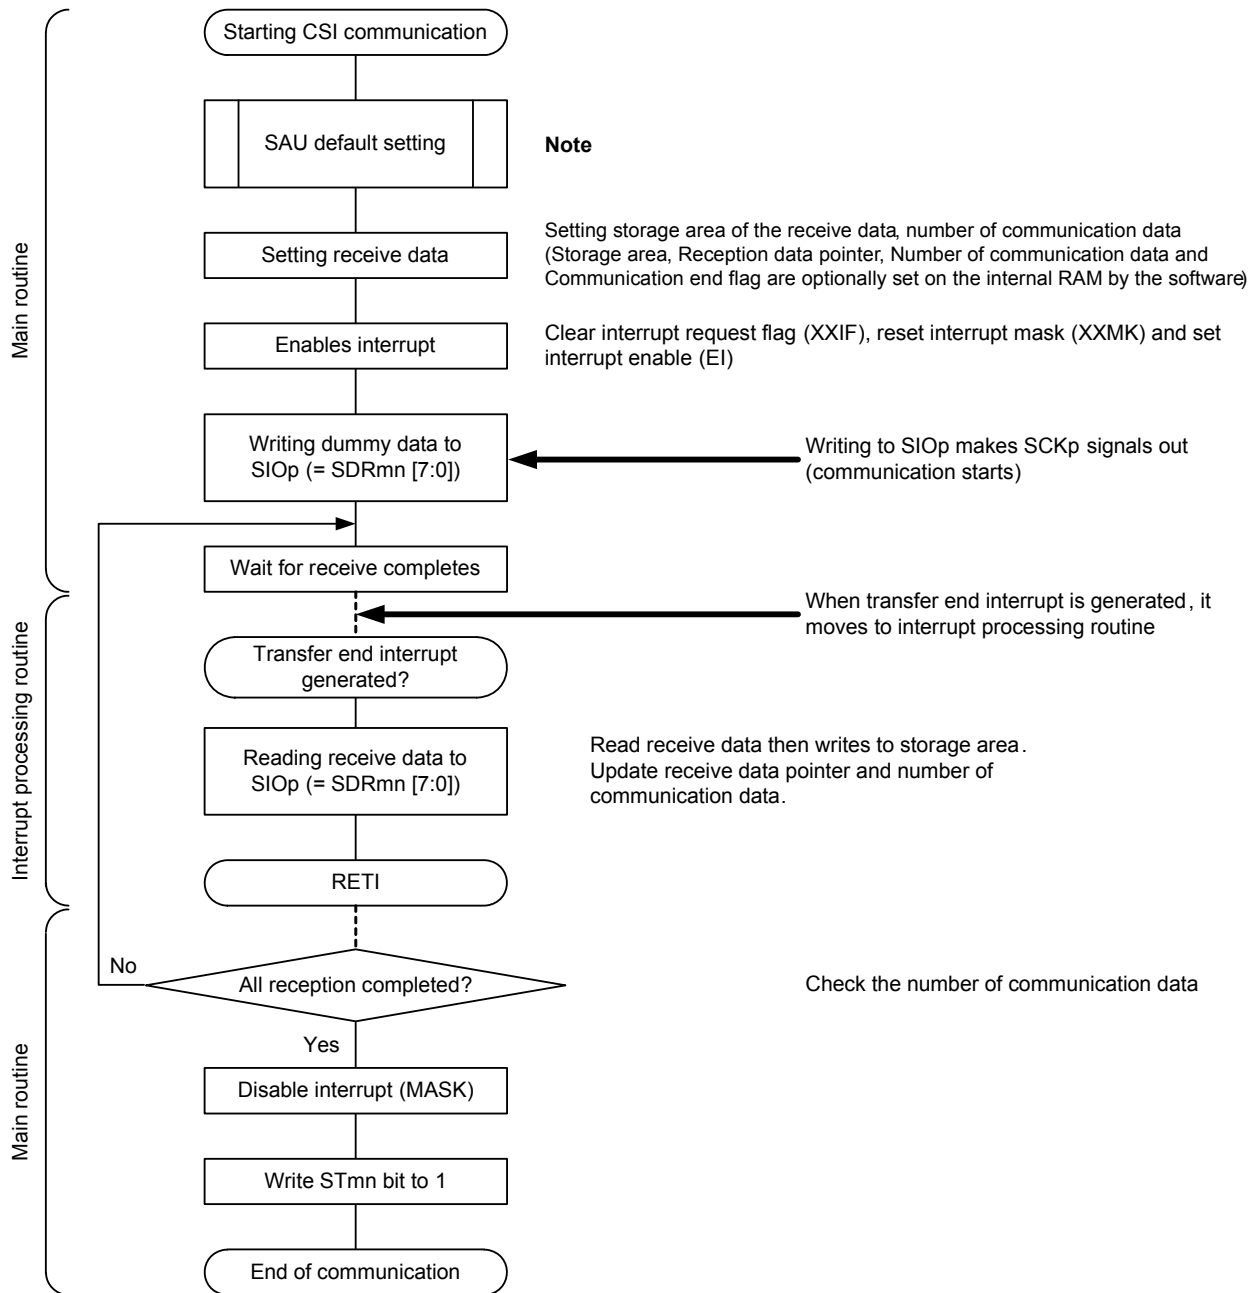 Starting CSI communication
SAU default setting
Note
Setting receive data
Setting storage area of the receive data, number of communication data
(Storage area, Reception data pointer, Number of communication data and
Communication end flag are optionally set on the internal RAM by the software)
Main routine
Enables interrupt
Clear interrupt request flag (XXIF), reset interrupt mask (XXMK) and set
interrupt enable (EI)
Writing dummy data to
SIOp (= SDRmn [7:0])
Writing to SIOp makes SCKp signals out
(communication starts)
Wait for receive completes
When transfer end interrupt is generated, it
moves to interrupt processing routine
Transfer end interrupt
generated?
Interrupt processing routine
Reading receive data to
SIOp (= SDRmn [7:0])
Read receive data then writes to storage area.
Update receive data pointer and number of
communication data.
RETI
No
All reception completed?
Check the number of communication data
Yes
Main routine
Disable interrupt (MASK)
Write STmn bit to 1
End of communication